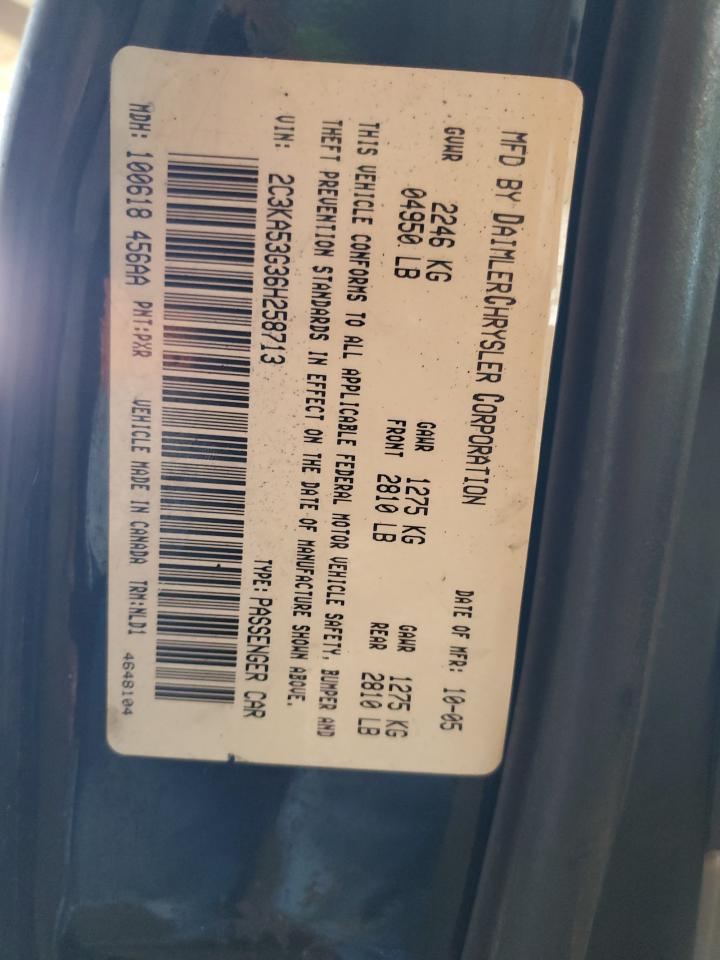 MFD BY DAIMLERCHRYSLER CORPORATION
DATE OF MFR: 10-05
GVWR 2246 KG
04950 LB
GAWR 1275 KG
FRONT 2810 LB
GAWR 1275 KG
REAR 2810 LB
THIS VEHICLE CONFORMS TO ALL APPLICABLE FEDERAL MOTOR VEHICLE SAFETY, BUMPER AND
THEFT PREVENTION STANDARDS IN EFFECT ON THE DATE OF MANUFACTURE SHOWN ABOVE.
VIN: 2C3KA53G36H258713 TYPE: PASSENGER CAR
MDH: 100618 456AA PNT:PXR VEHICLE MADE IN CANADA TRM:NLD1 4648104